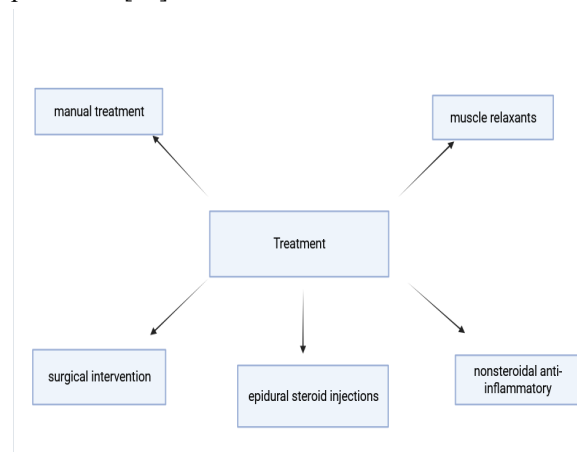 manual treatment
muscle relaxants
Treatment
surgical intervention
epidural steroid injections
nonsteroidal anti-
inflammatory